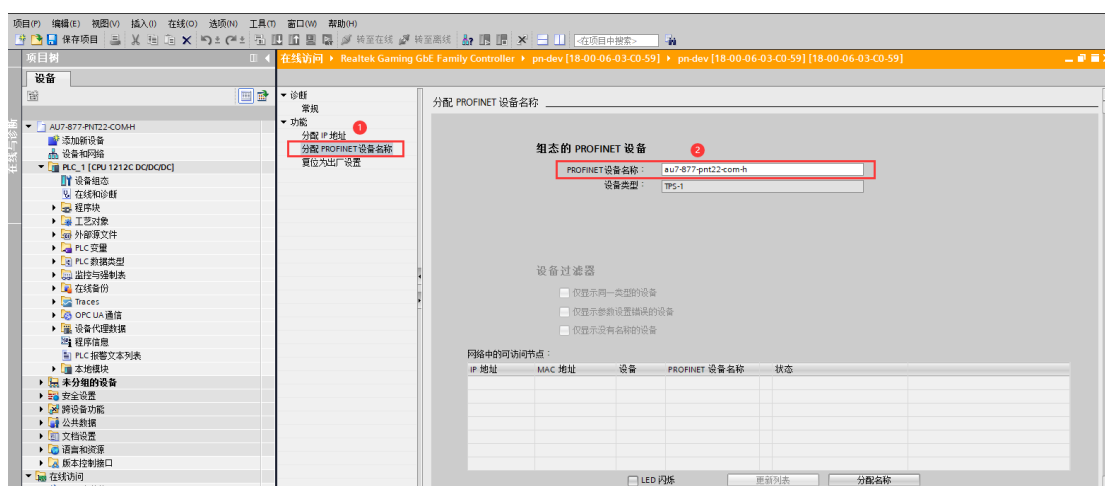 项目(P) 编辑(E) 视图(V) 插入(I) 在线(O) 选项(N) 工具(T) 窗口(W) 帮助(H)
保存项目 转至在线 转至离线 <在项目中搜索>
项目树
在线访问 ▸ Realtek Gaming GbE Family Controller ▸ pn-dev [18-00-06-03-C0-59] ▸ pn-dev [18-00-06-03-C0-59] [18-00-06-03-C0-59]
设备
在线与诊断
AU7-877-PNT22-COM-H
添加新设备
设备和网络
PLC_1 [CPU 1212C DC/DC/DC]
设备组态
在线和诊断
程序块
工艺对象
外部源文件
PLC 变量
PLC 数据类型
监控与强制表
在线备份
Traces
OPC UA 通信
设备代理数据
程序信息
PLC 报警文本列表
本地模块
未分组的设备
安全设置
跨设备功能
公共数据
文档设置
语言和资源
版本控制接口
在线访问
诊断
常规
功能
分配 IP 地址
1
分配 PROFINET 设备名称
复位为出厂设置
分配 PROFINET 设备名称
组态的 PROFINET 设备
2
PROFINET 设备名称： au7-877-pnt22-com-h
设备类型： TPS-1
设备过滤器
仅显示同一类型的设备
仅显示参数设置错误的设备
仅显示没有名称的设备
网络中的可访问节点：
IP 地址 MAC 地址 设备 PROFINET 设备名称 状态
LED 闪烁 更新列表 分配名称